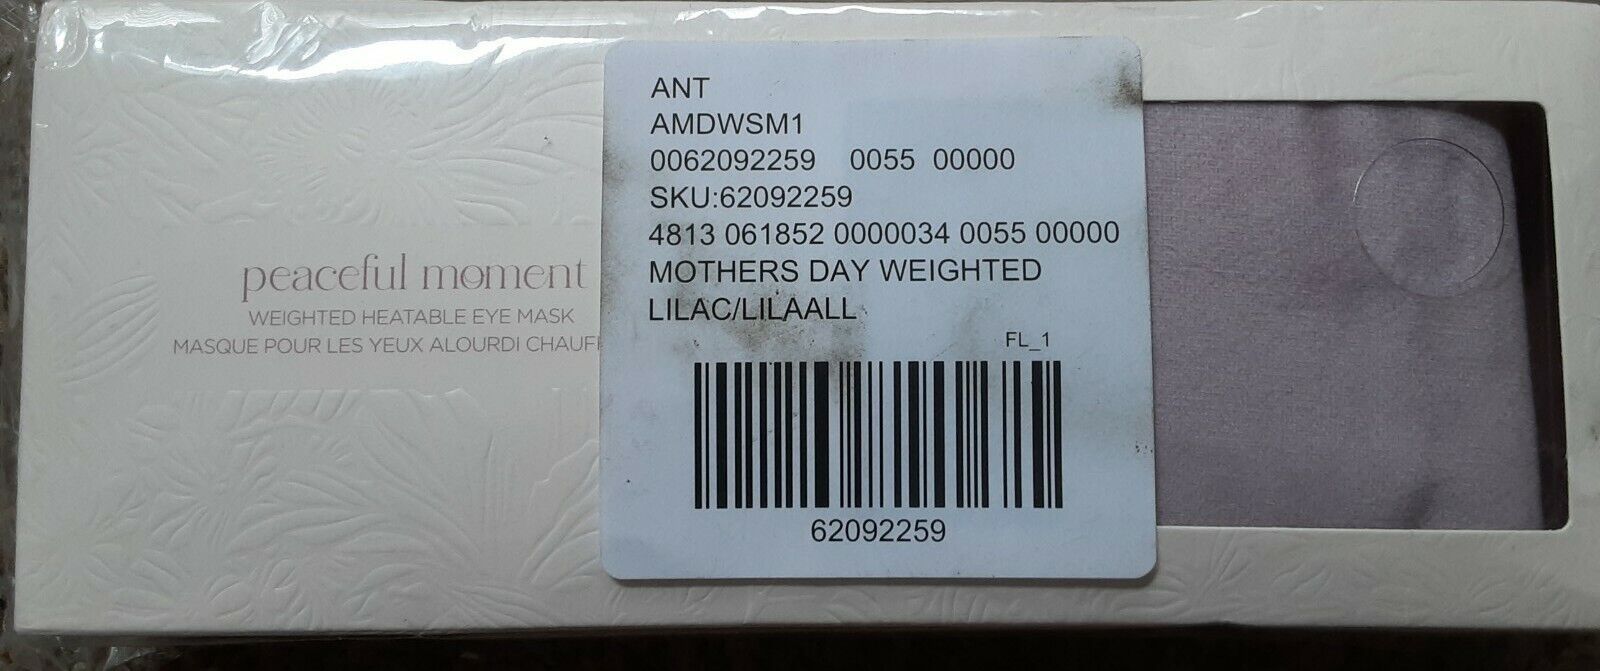 peaceful moment
WEIGHTED HEATABLE EYE MASK
MASQUE POUR LES YEUX ALOURDI
ANT
AMDWSM1
0062092259 0055 00000
SKU:62092259
4813 061852 0000034 0055 00000
MOTHERS DAY WEIGHTED
LILAC/LILAALL
FL_1
62092259